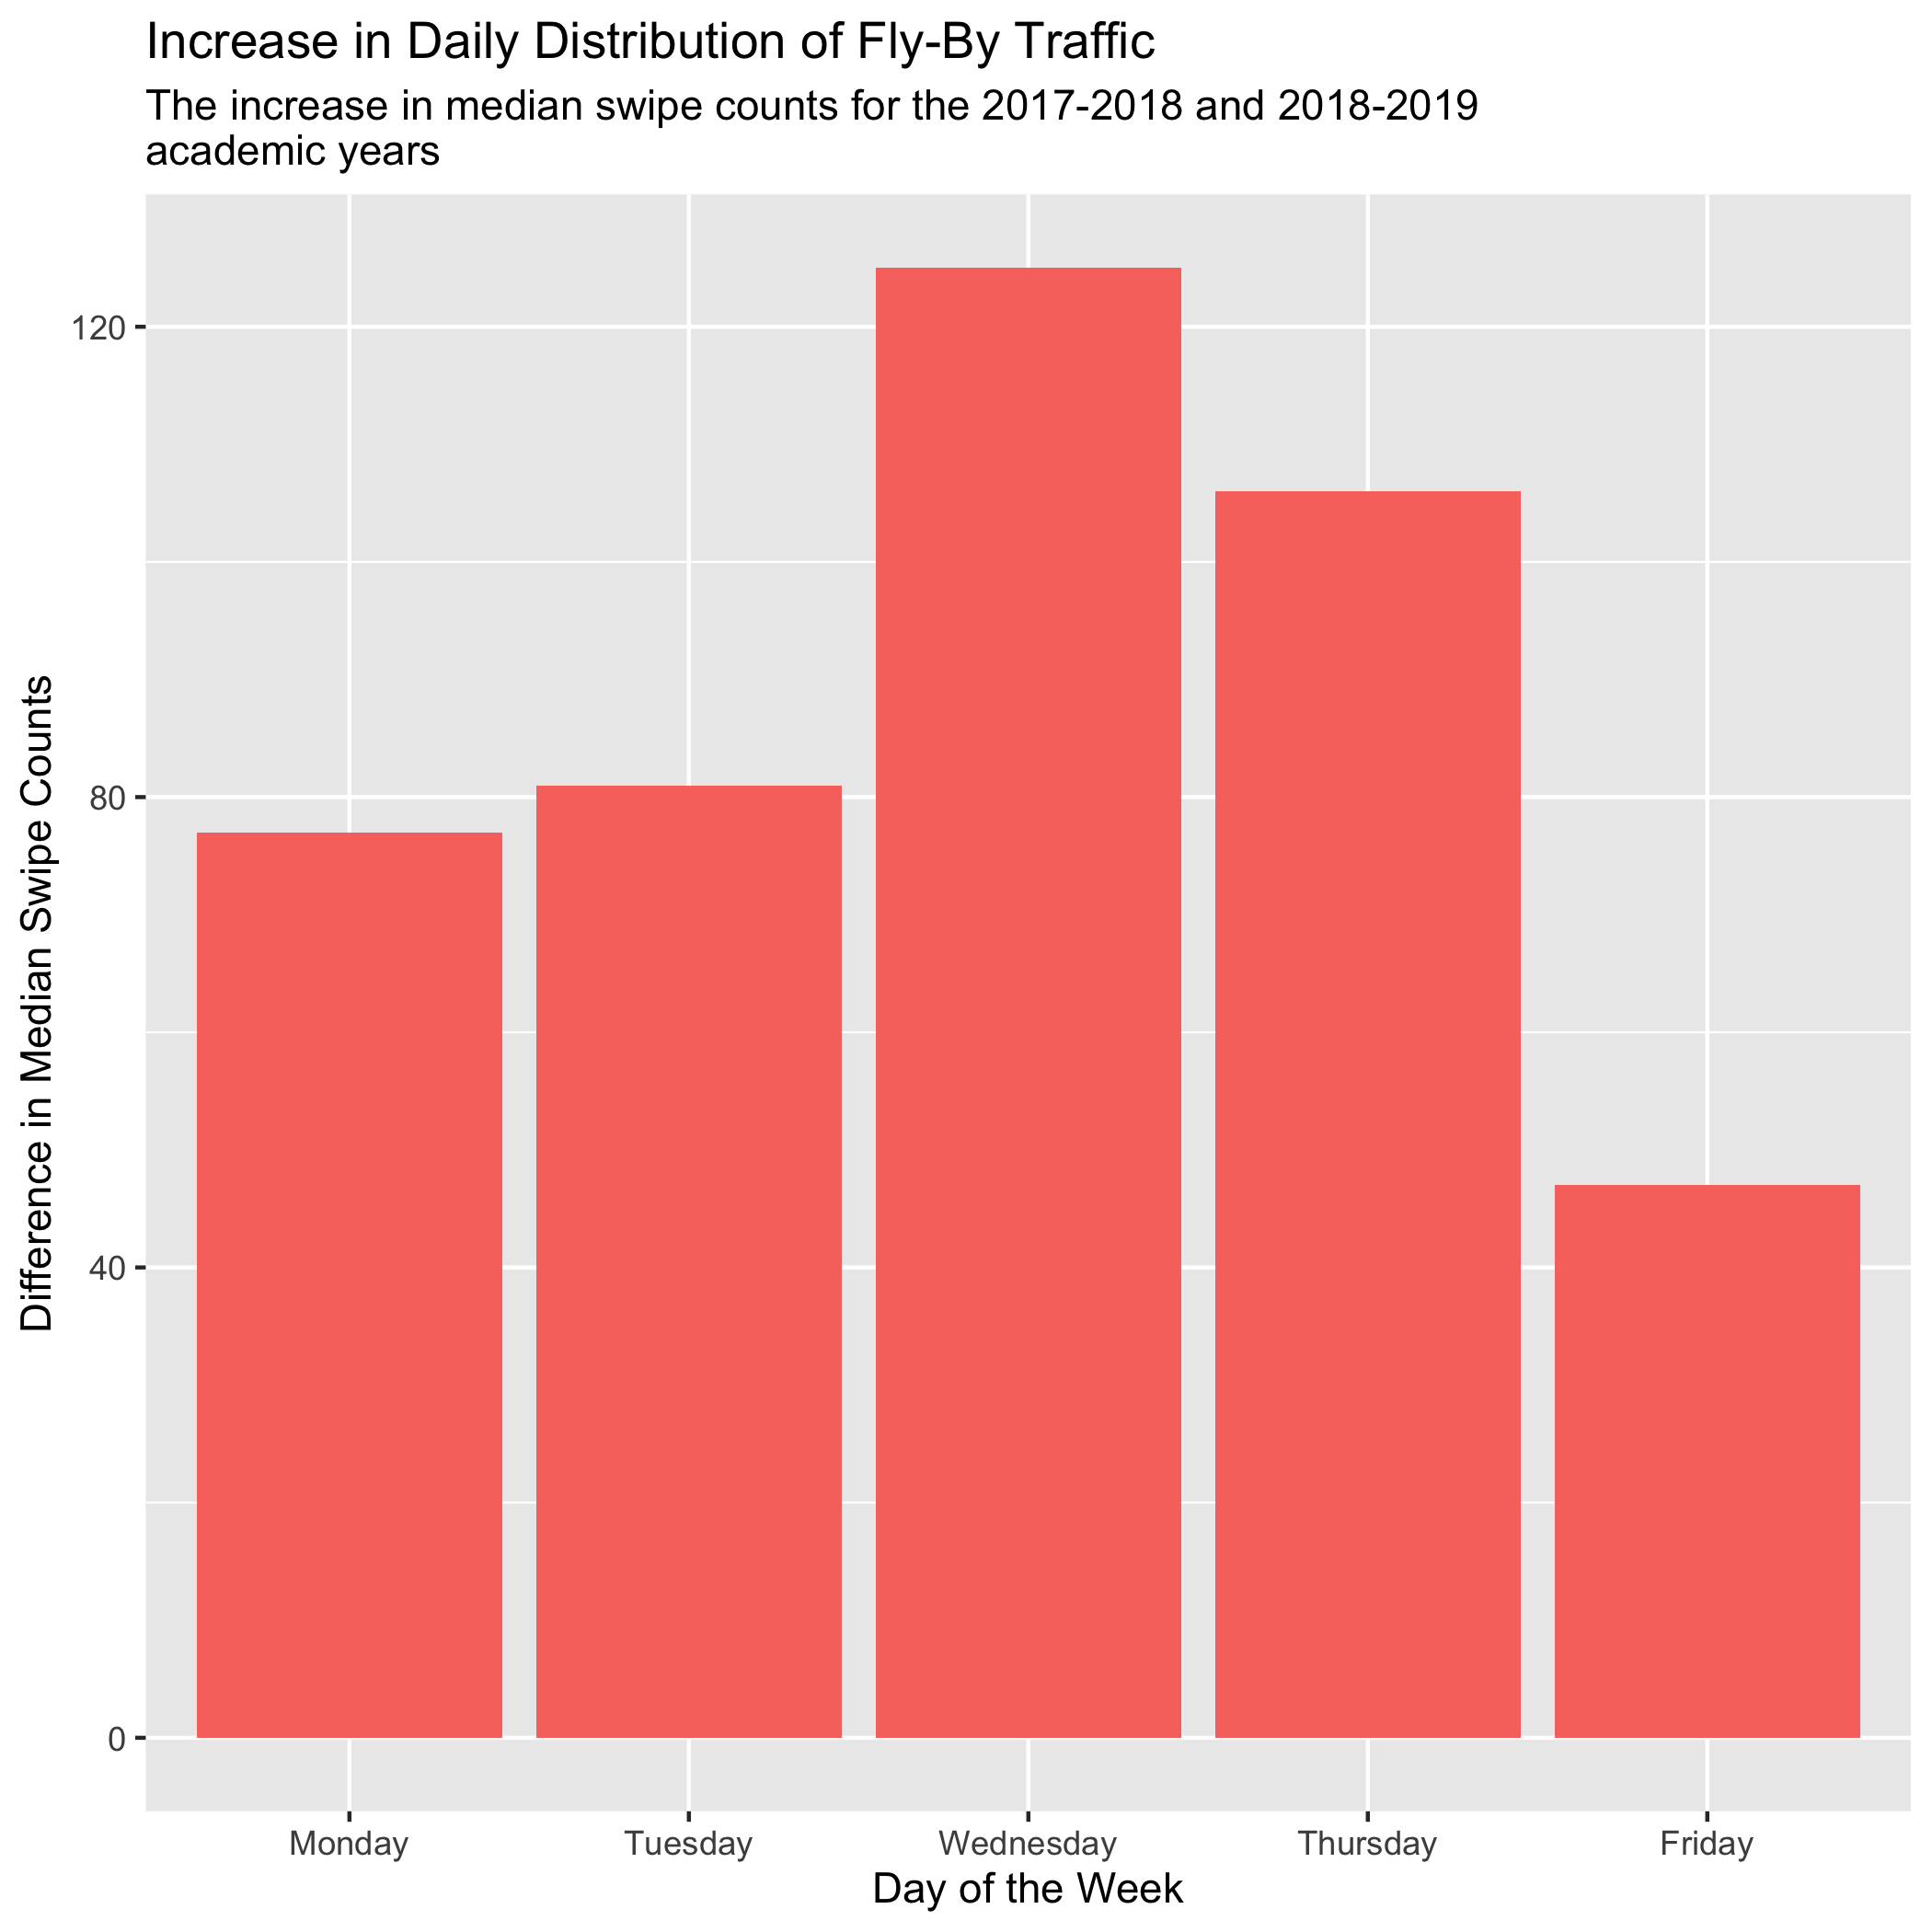 Increase in Daily Distribution of Fly-By Traffic
The increase in median swipe counts for the 2017-2018 and 2018-2019
academic years
Difference in Median Swipe Counts
120
80
40
0
Monday Tuesday Wednesday Thursday Friday
Day of the Week